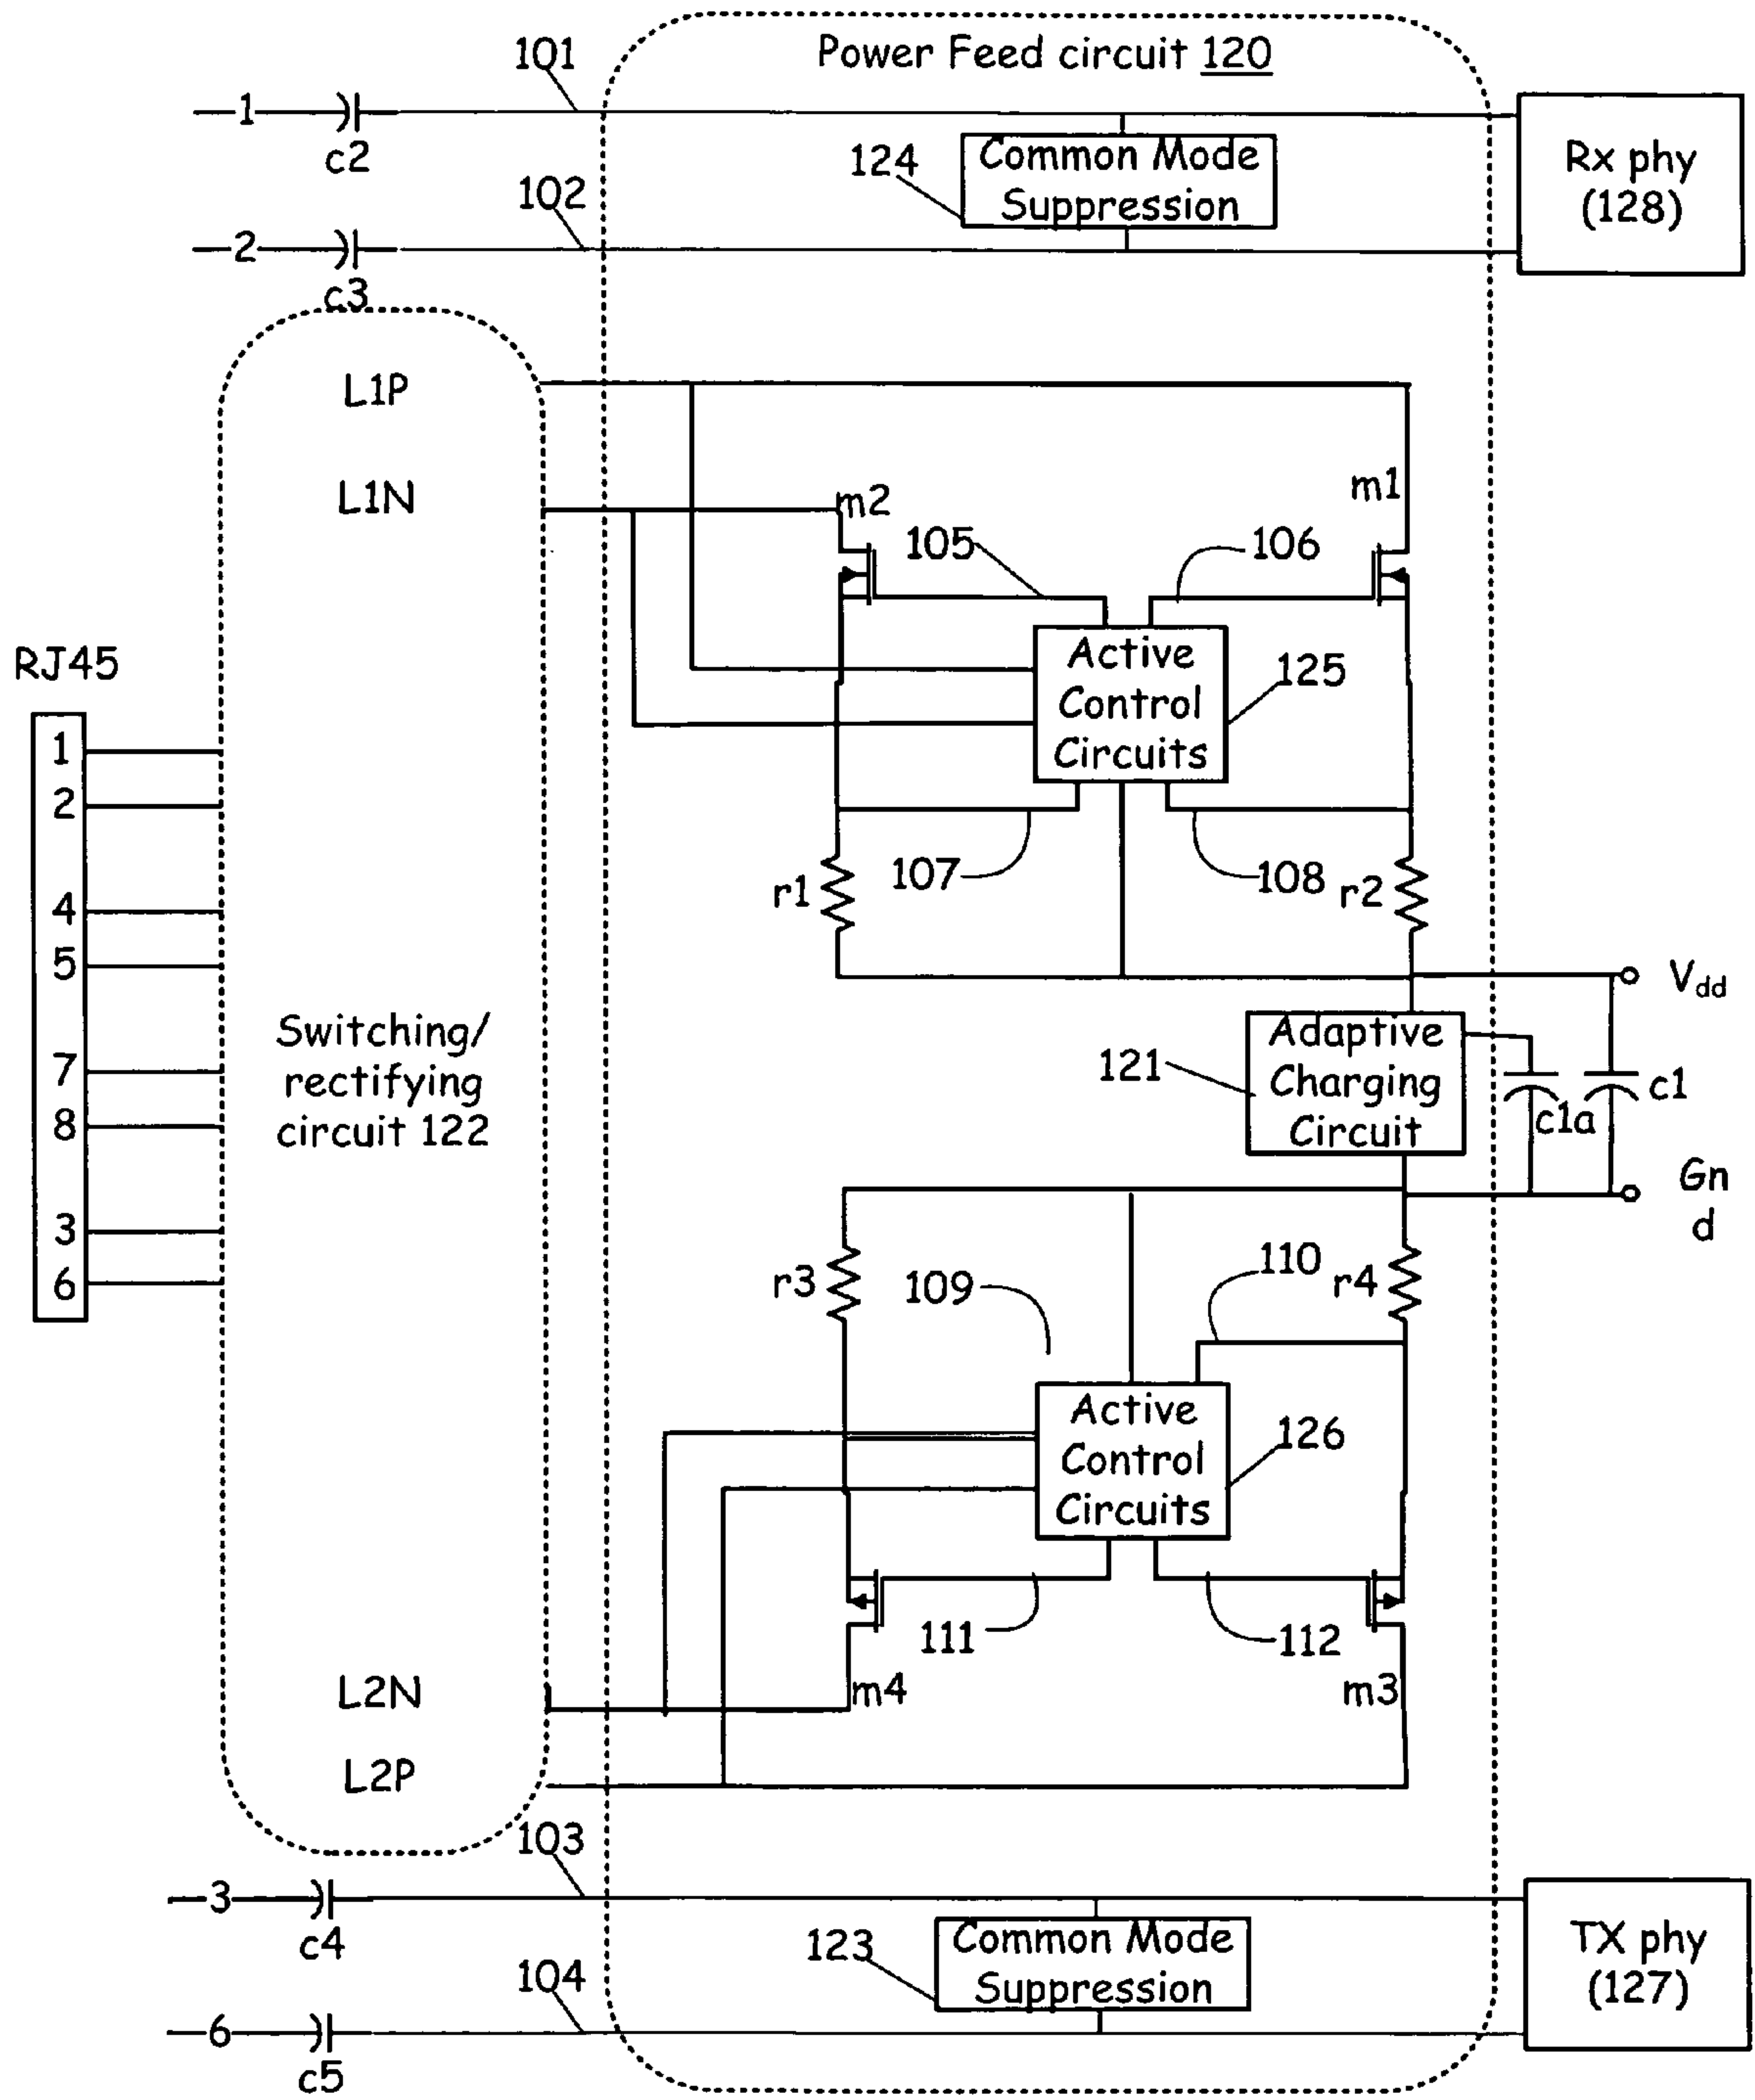 Power Feed circuit 120
101
1
c2
124
Common Mode
Suppression
Rx phy
(128)
102
2
c3
L1P
L1N
m2
m1
105
106
Active
Control
Circuits
125
RJ45
1
2
4
5
7
8
3
6
107
108
r1
r2
Vdd
Switching/
rectifying
circuit 122
121
Adaptive
Charging
Circuit
c1a
c1
Gn
d
r3
109
110
r4
Active
Control
Circuits
126
111
112
L2N
m4
m3
L2P
103
3
c4
123
Common Mode
Suppression
TX phy
(127)
104
6
c5